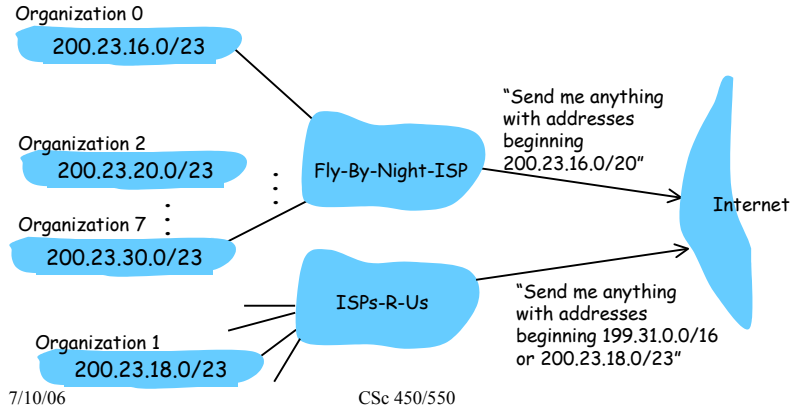 Organization 0
200.23.16.0/23
Organization 2
200.23.20.0/23
Organization 7
200.23.30.0/23
Fly-By-Night-ISP
"Send me anything
with addresses
beginning
200.23.16.0/20"
Internet
ISPs-R-Us
"Send me anything
with addresses
beginning 199.31.0.0/16
or 200.23.18.0/23"
Organization 1
200.23.18.0/23
7/10/06
CSc 450/550